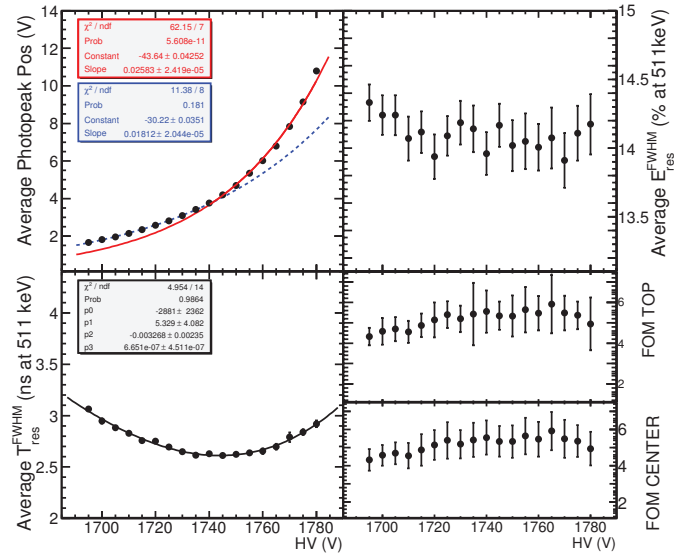 Average Photopeak Pos (V)
14
12
10
8
6
4
2
χ² / ndf 62.15 / 7
Prob 5.608e-11
Constant -43.64 ± 0.04252
Slope 0.02583 ± 2.419e-05
χ² / ndf 11.38 / 8
Prob 0.181
Constant -30.22 ± 0.0351
Slope 0.01812 ± 2.044e-05
15
14.5
14
13.5
Average E_res^FWHM (% at 511keV)
Average T_res^FWHM (ns at 511 keV)
4
3.5
3
2.5
2
χ² / ndf 4.954 / 14
Prob 0.9864
p0 -2881 ± 2362
p1 5.329 ± 4.082
p2 -0.003268 ± 0.00235
p3 6.651e-07 ± 4.511e-07
6
4
2
FOM TOP
6
4
2
FOM CENTER
1700 1720 1740 1760 1780
HV (V)
1700 1720 1740 1760 1780
HV (V)